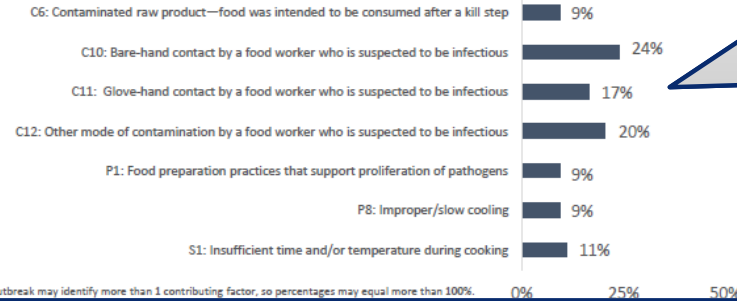 C6: Contaminated raw product—food was intended to be consumed after a kill step 9%
C10: Bare-hand contact by a food worker who is suspected to be infectious 24%
C11:  Glove-hand contact by a food worker who is suspected to be infectious 17%
C12: Other mode of contamination by a food worker who is suspected to be infectious 20%
P1: Food preparation practices that support proliferation of pathogens 9%
P8: Improper/slow cooling 9%
S1: Insufficient time and/or temperature during cooking 11%
utbreak may identify more than 1 contributing factor, so percentages may equal more than 100%. 0% 25% 50%